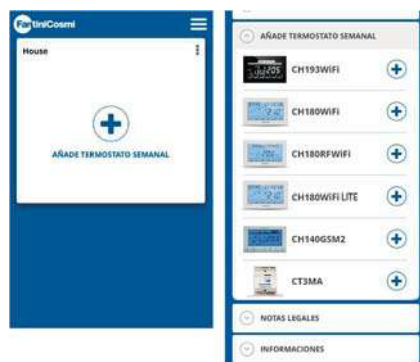 FantiniCosmi
House
AÑADE TERMOSTATO SEMANAL
AÑADE TERMOSTATO SEMANAL
CH193WiFi
CH180WiFi
CH180RFWiFi
CH180WiFi LITE
CH140GSM2
CT3MA
NOTAS LEGALES
INFORMACIONES